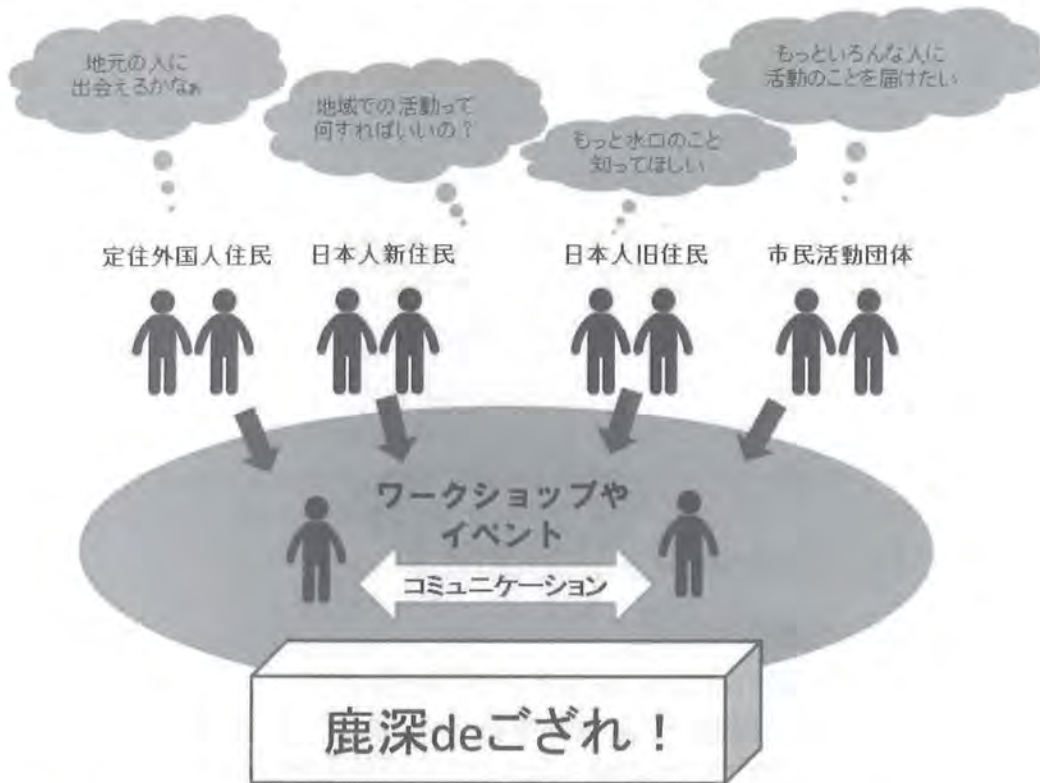 地元の人に
出会えるかなぁ
地域での活動って
何すればいいの？
もっと水口のこと
知ってほしい
もっといろんな人に
活動のことを届けたい
定住外国人住民
日本人新住民
日本人旧住民
市民活動団体
ワークショップや
イベント
コミュニケーション
鹿深deござれ！